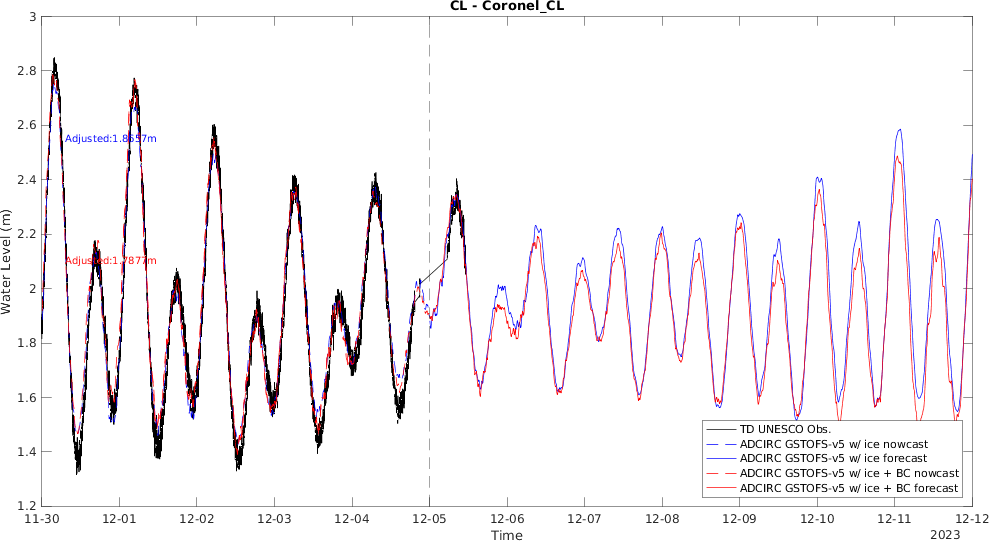 CL - Coronel_CL
3
2.8
2.6
2.4
2.2
2
1.8
1.6
1.4
1.2
Water Level (m)
Adjusted:1.8657m
Adjusted:1.7877m
TD UNESCO Obs.
ADCIRC GSTOFS-v5 w/ ice nowcast
ADCIRC GSTOFS-v5 w/ ice forecast
ADCIRC GSTOFS-v5 w/ ice + BC nowcast
ADCIRC GSTOFS-v5 w/ ice + BC forecast
11-30 12-01 12-02 12-03 12-04 12-05 12-06 12-07 12-08 12-09 12-10 12-11 12-12
Time
2023